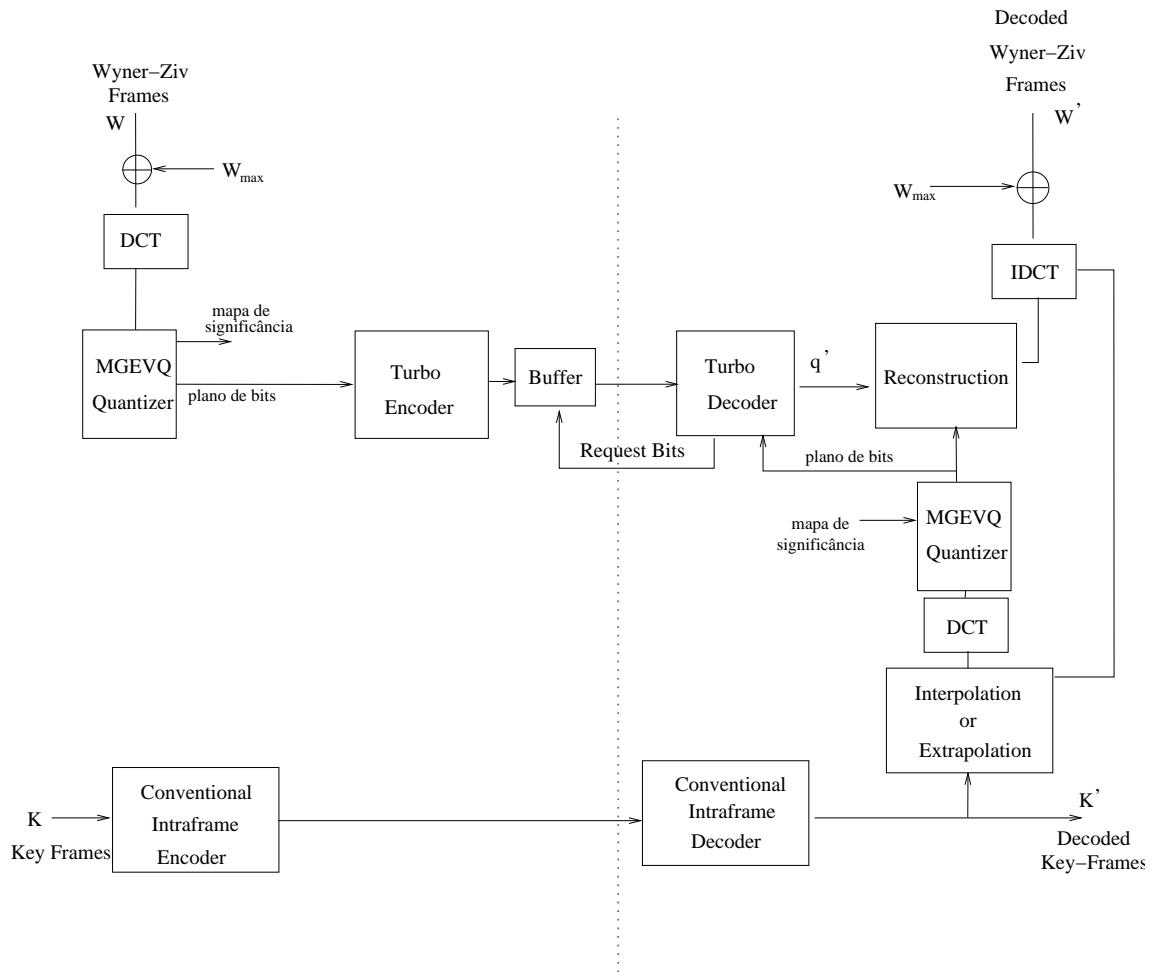 Decoded
Wyner–Ziv
Frames
W'
Wyner–Ziv
Frames
W
Wmax
Wmax
DCT
IDCT
mapa de
significância
MGEVQ
Quantizer
plano de bits
Turbo
Encoder
Buffer
Turbo
Decoder
q'
Reconstruction
Request Bits
plano de bits
mapa de
significância
MGEVQ
Quantizer
DCT
Interpolation
or
Extrapolation
K
Key Frames
Conventional
Intraframe
Encoder
Conventional
Intraframe
Decoder
K'
Decoded
Key–Frames